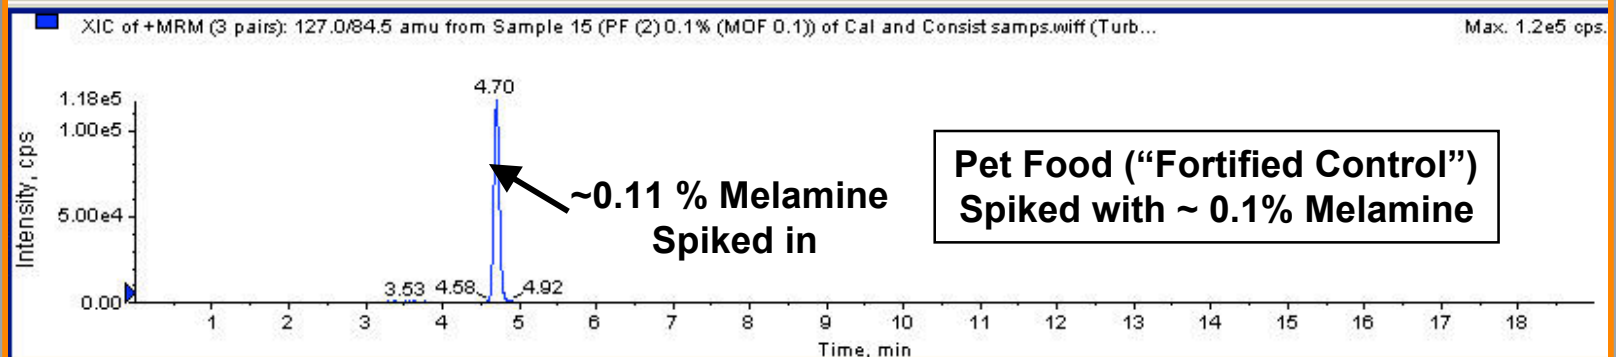 XIC of +MRM (3 pairs): 127.0/84.5 amu from Sample 15 (PF (2) 0.1% (MOF 0.1)) of Cal and Consist samps.wiff (Turb...
Max. 1.2e5 cps.
4.70
1.18e5
1.00e5
5.00e4
0.00
Intensity, cps
~0.11 % Melamine
Spiked in
Pet Food (“Fortified Control”)
Spiked with ~ 0.1% Melamine
3.53 4.58 4.92
1 2 3 4 5 6 7 8 9 10 11 12 13 14 15 16 17 18
Time, min